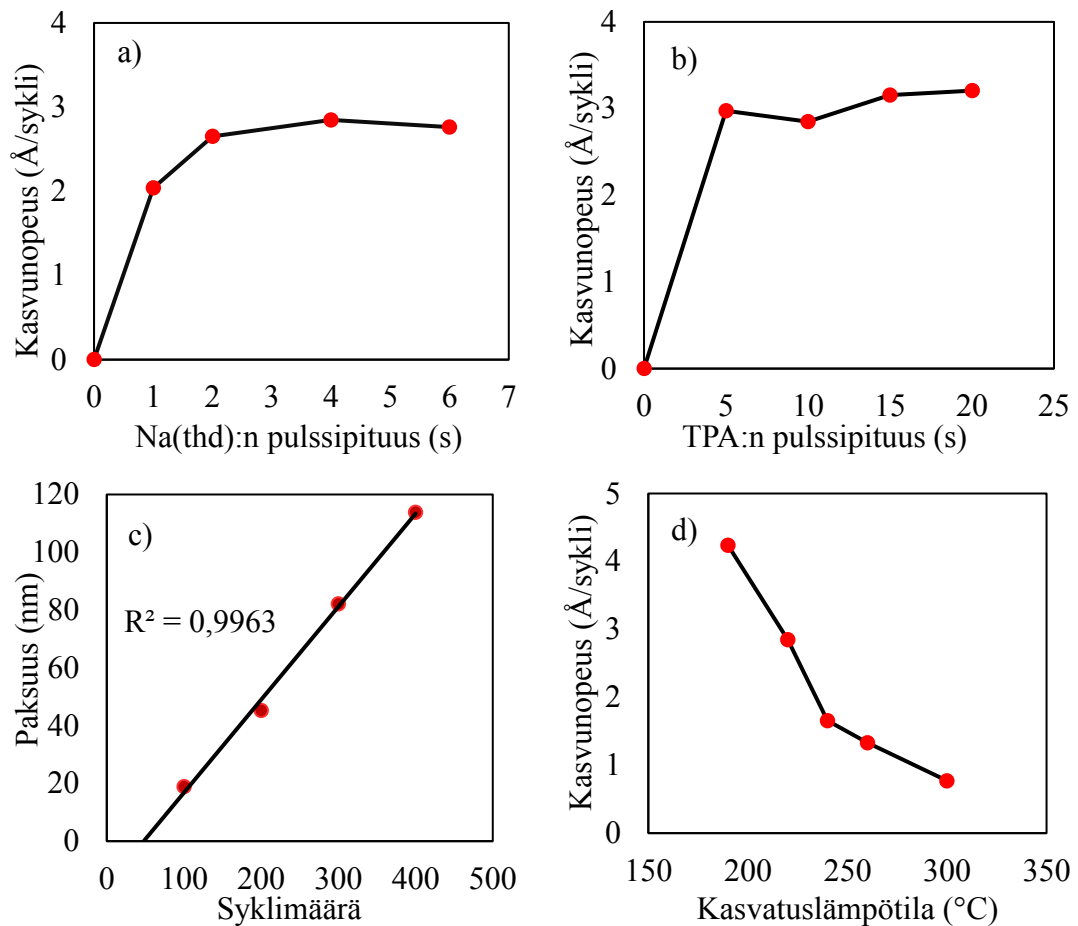 a)
Kasvunopeus (Å/sykli)
4
3
2
1
0
0 1 2 3 4 5 6 7
Na(thd):n pulssipituus (s)
b)
Kasvunopeus (Å/sykli)
4
3
2
1
0
0 5 10 15 20 25
TPA:n pulssipituus (s)
c)
R² = 0,9963
Paksuus (nm)
120
100
80
60
40
20
0
0 100 200 300 400 500
Syklimäärä
d)
Kasvunopeus (Å/sykli)
5
4
3
2
1
0
150 200 250 300 350
Kasvatuslämpötila (°C)